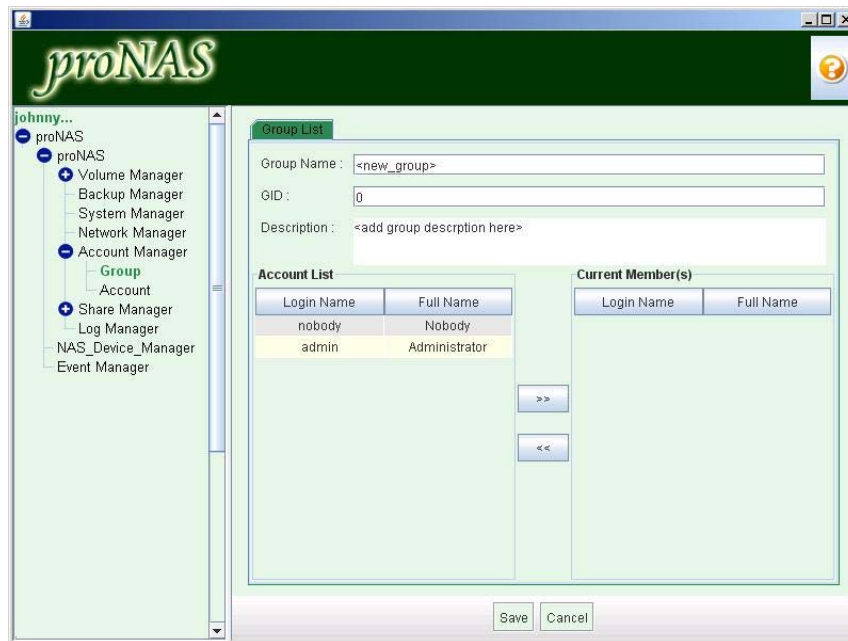 proNAS
johnny...
proNAS
proNAS
Volume Manager
Backup Manager
System Manager
Network Manager
Account Manager
Group
Account
Share Manager
Log Manager
NAS_Device_Manager
Event Manager
Group List
Group Name : <new_group>
GID : 0
Description : <add group descrption here>
Account List
Login Name Full Name
nobody Nobody
admin Administrator
>>
<<
Current Member(s)
Login Name Full Name
Save Cancel